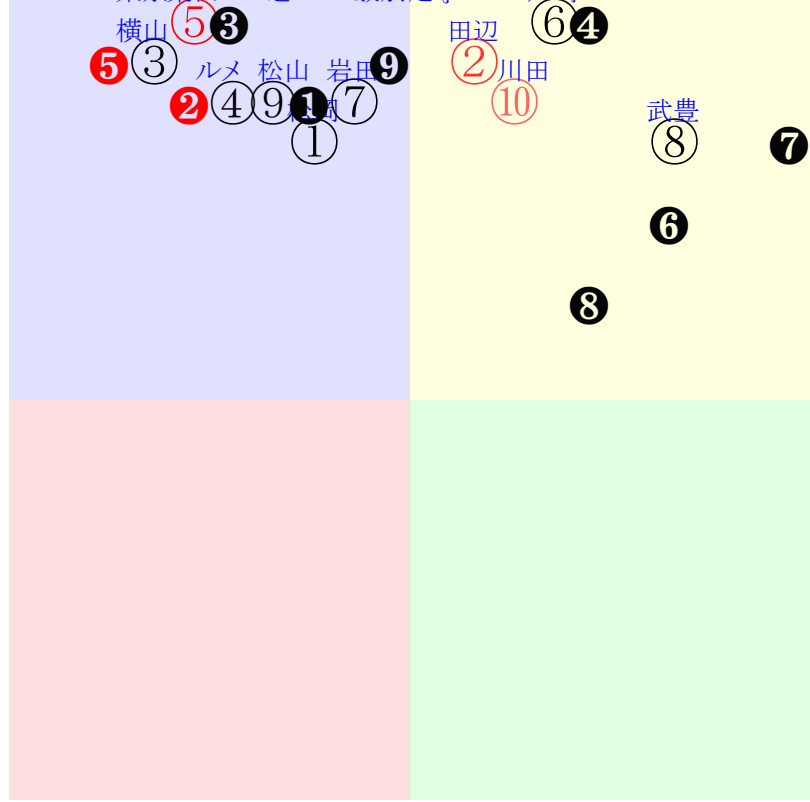 ⑤❸ ⑥❹
横山 田辺
❺③ ②
ルメ 松山 岩田❾ 川田
❷④⑨❶⑦ ⑩ 武豊
① ⑧ ❼
❻
❽